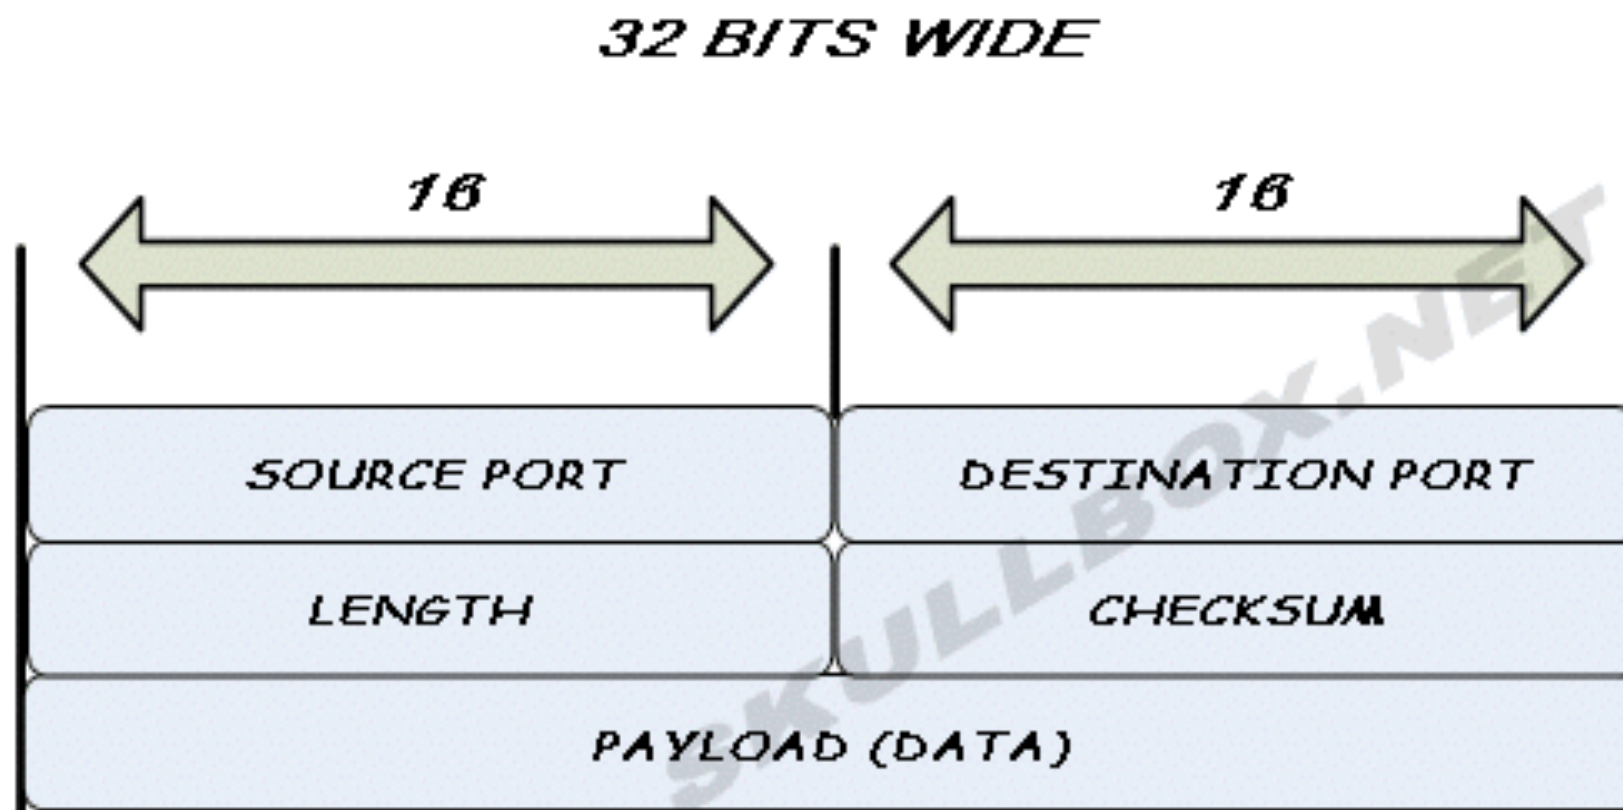 32 BITS WIDE
16 16
SOURCE PORT DESTINATION PORT
LENGTH CHECKSUM
PAYLOAD (DATA)
SKULLBOX.NET